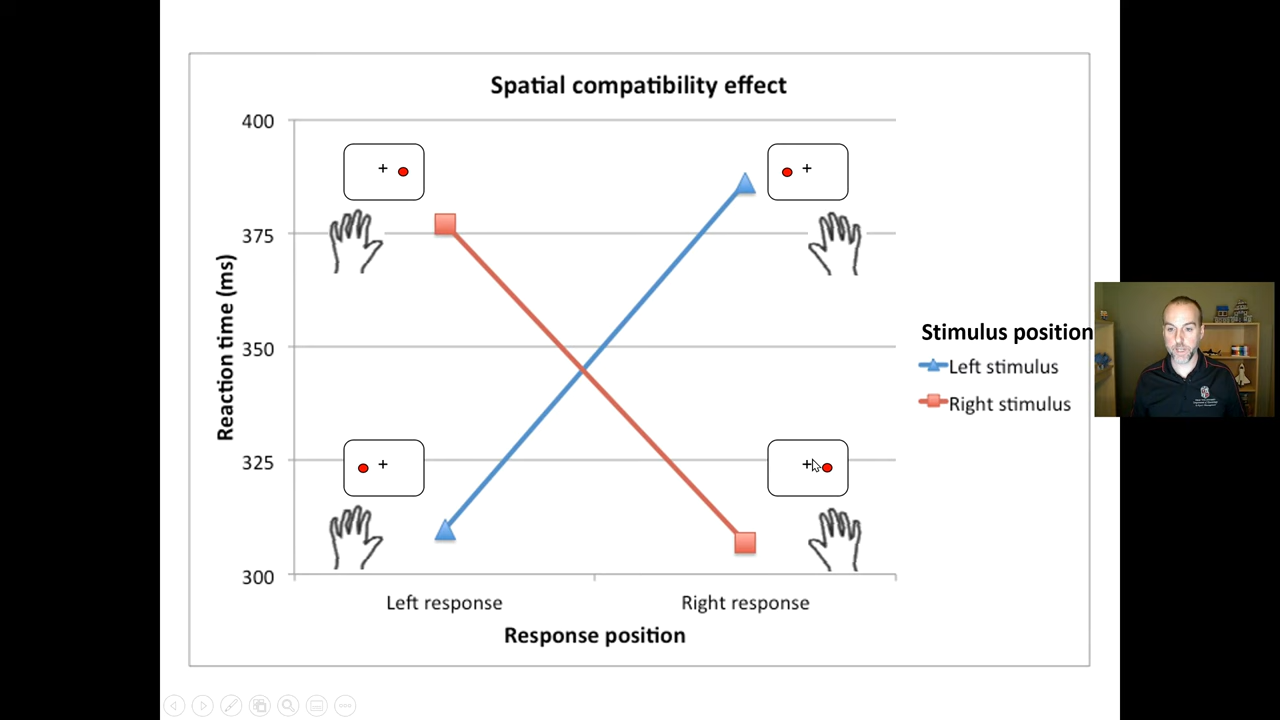 Spatial compatibility effect
400
375
350
325
300
Reaction time (ms)
+
+
+
+
Left response
Right response
Response position
Stimulus position
Left stimulus
Right stimulus